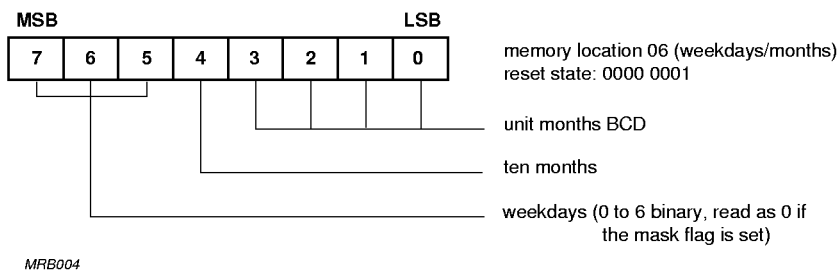 MSB LSB
7 6 5 4 3 2 1 0
memory location 06 (weekdays/months)
reset state: 0000 0001
unit months BCD
ten months
weekdays (0 to 6 binary, read as 0 if
the mask flag is set)
MRB004